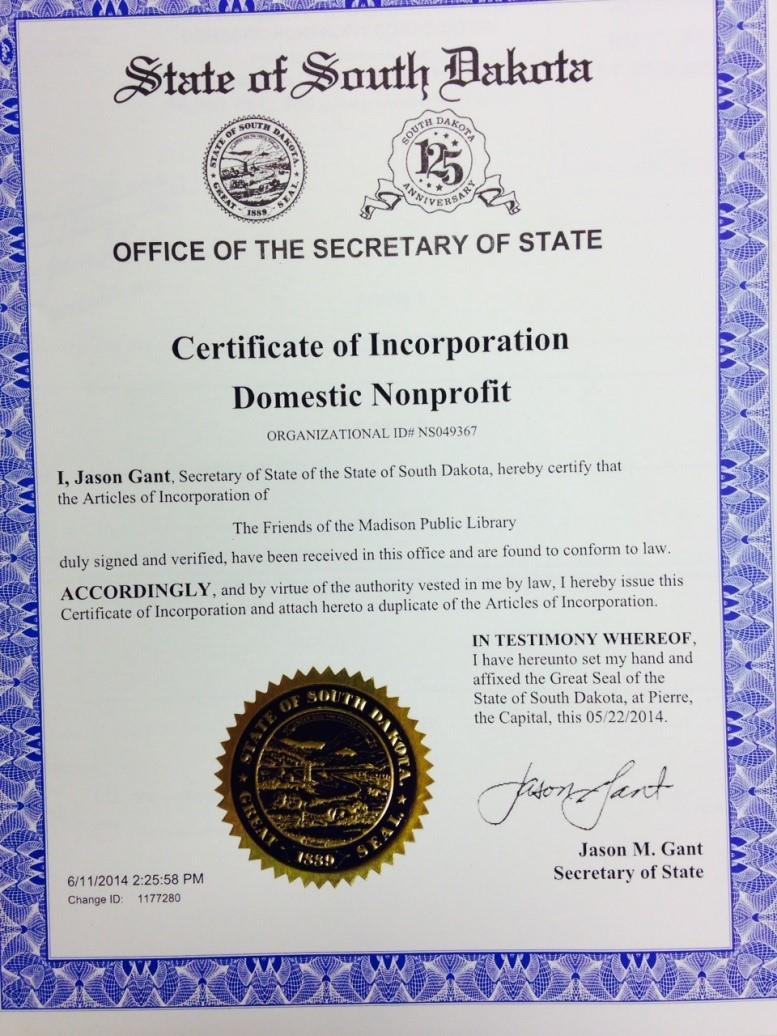 State of South Dakota
STATE OF SOUTH DAKOTA
GREAT - 1889 - SEAL
SOUTH DAKOTA
125
ANNIVERSARY
OFFICE OF THE SECRETARY OF STATE
Certificate of Incorporation
Domestic Nonprofit
ORGANIZATIONAL ID# NS049367
I, Jason Gant, Secretary of State of the State of South Dakota, hereby certify that
the Articles of Incorporation of
The Friends of the Madison Public Library
duly signed and verified, have been received in this office and are found to conform to law.
ACCORDINGLY, and by virtue of the authority vested in me by law, I hereby issue this
Certificate of Incorporation and attach hereto a duplicate of the Articles of Incorporation.
IN TESTIMONY WHEREOF,
I have hereunto set my hand and
affixed the Great Seal of the
State of South Dakota, at Pierre,
the Capital, this 05/22/2014.
STATE OF SOUTH DAKOTA
GREAT - 1889 - SEAL
Jason Gant
Jason M. Gant
Secretary of State
6/11/2014 2:25:58 PM
Change ID: 1177280